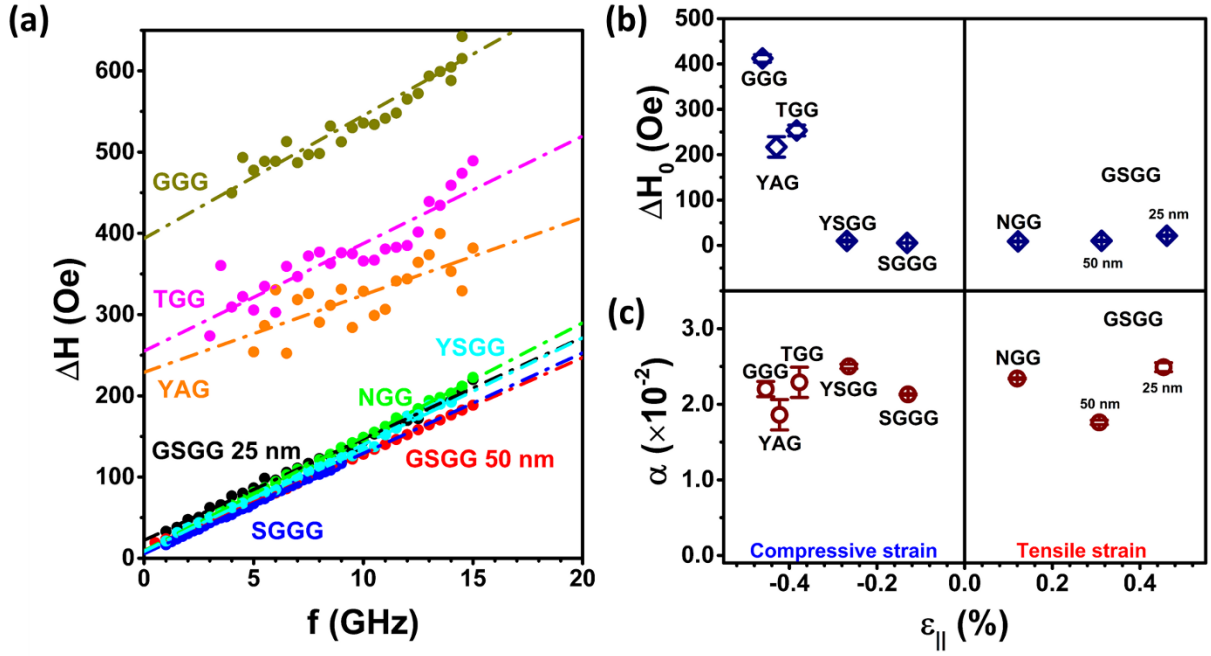 (a)
ΔH (Oe)
600
500
400
300
200
100
0
GGG
TGG
YAG
YSGG
NGG
GSGG 25 nm
GSGG 50 nm
SGGG
0 5 10 15 20
f (GHz)
(b)
ΔH0 (Oe)
500
400
300
200
100
0
GGG
TGG
YAG
YSGG
SGGG
NGG
GSGG
50 nm
25 nm
(c)
α (×10-2)
3.0
2.0
1.0
0.0
GGG
TGG
YAG
YSGG
SGGG
NGG
GSGG
50 nm
25 nm
Compressive strain
Tensile strain
-0.4 -0.2 0.0 0.2 0.4
ε|| (%)